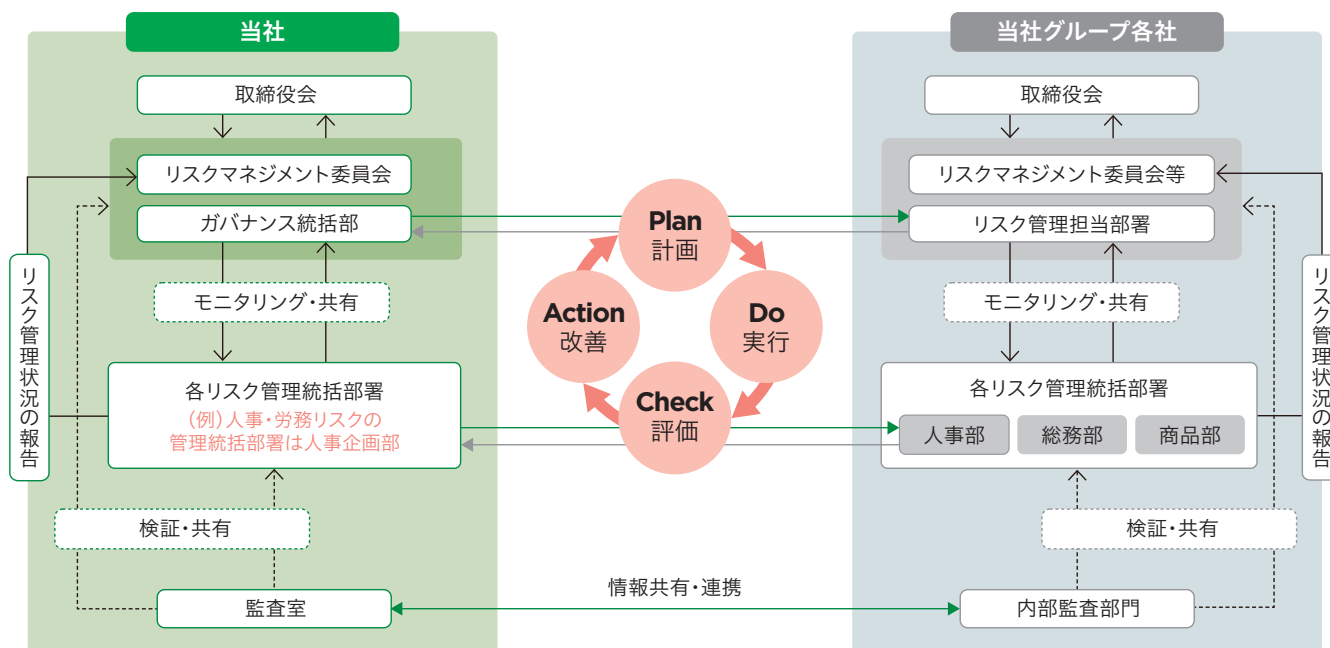 当社
取締役会
リスクマネジメント委員会
ガバナンス統括部
モニタリング・共有
リスク管理状況の報告
各リスク管理統括部署
(例)人事・労務リスクの
管理統括部署は人事企画部
検証・共有
監査室
Plan
計画
Do
実行
Check
評価
Action
改善
情報共有・連携
当社グループ各社
取締役会
リスクマネジメント委員会等
リスク管理担当部署
モニタリング・共有
リスク管理状況の報告
各リスク管理統括部署
人事部
総務部
商品部
検証・共有
内部監査部門